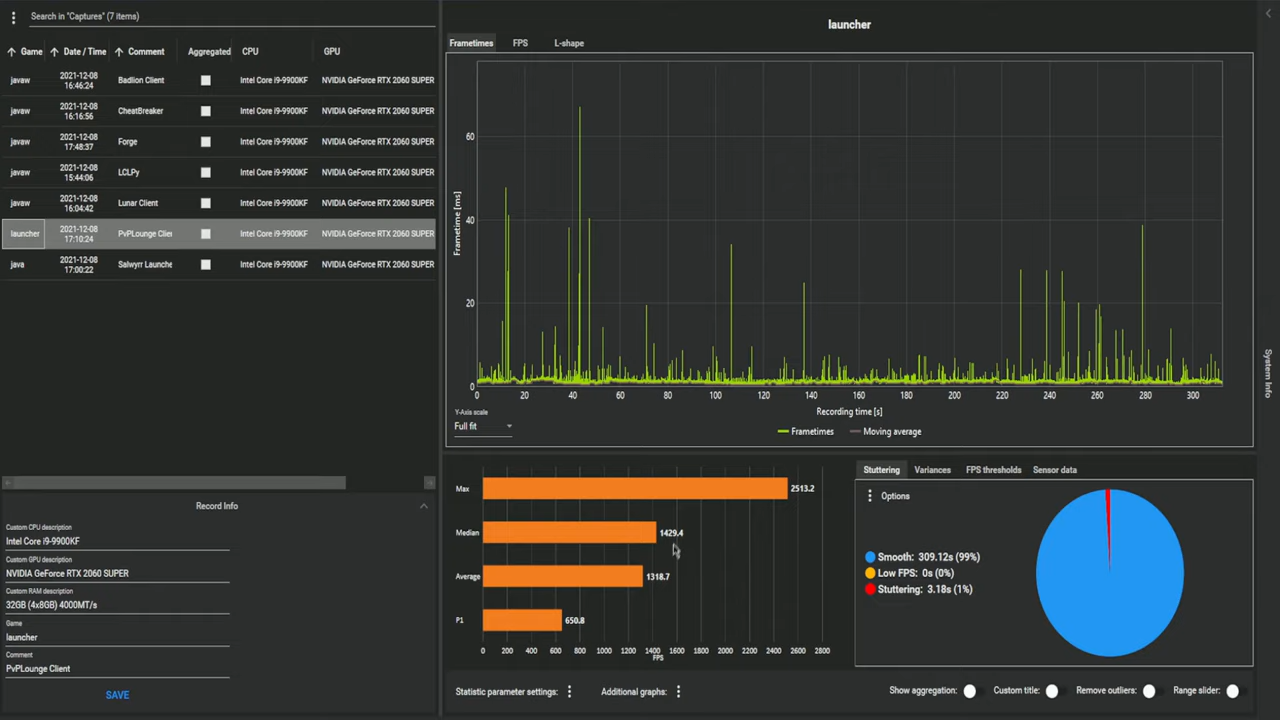 Search in "Captures" (7 items)
Game Date / Time Comment Aggregated CPU GPU
javaw 2021-12-08 16:46:24 Badlion Client Intel Core i9-9900KF NVIDIA GeForce RTX 2060 SUPER
javaw 2021-12-08 16:16:56 CheatBreaker Intel Core i9-9900KF NVIDIA GeForce RTX 2060 SUPER
javaw 2021-12-08 17:48:37 Forge Intel Core i9-9900KF NVIDIA GeForce RTX 2060 SUPER
javaw 2021-12-08 15:44:06 LCLPy Intel Core i9-9900KF NVIDIA GeForce RTX 2060 SUPER
javaw 2021-12-08 16:04:42 Lunar Client Intel Core i9-9900KF NVIDIA GeForce RTX 2060 SUPER
launcher 2021-12-08 17:10:24 PvPLounge Clie Intel Core i9-9900KF NVIDIA GeForce RTX 2060 SUPER
java 2021-12-08 17:00:22 Salwyrr Launche Intel Core i9-9900KF NVIDIA GeForce RTX 2060 SUPER
Record Info
Custom CPU description
Intel Core i9-9900KF
Custom GPU description
NVIDIA GeForce RTX 2060 SUPER
Custom RAM description
32GB (4x8GB) 4000MT/s
Game
launcher
Comment
PvPLounge Client
SAVE
launcher
Frametimes FPS L-shape
Frametime [ms]
60
40
20
0
0 20 40 60 80 100 120 140 160 180 200 220 240 260 280 300
Recording time [s]
Y-Axis scale
Full fit
Frametimes Moving average
Max 2513.2
Median 1429.4
Average 1318.7
P1 650.8
0 200 400 600 800 1000 1200 1400 1600 1800 2000 2200 2400 2600 2800
FPS
Statistic parameter settings: Additional graphs:
Stuttering Variances FPS thresholds Sensor data
Options
Smooth: 309.12s (99%)
Low FPS: 0s (0%)
Stuttering: 3.18s (1%)
Show aggregation: Custom title: Remove outliers: Range slider:
System Info